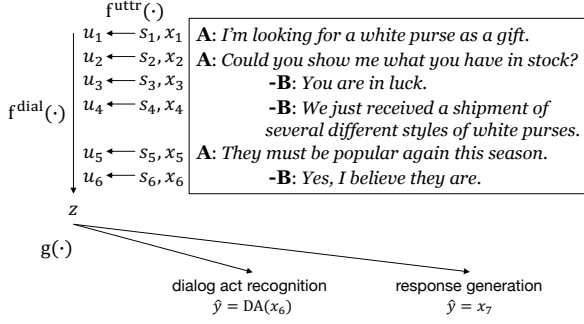 f^uttr(·)
u₁ ← s₁, x₁ A: I'm looking for a white purse as a gift.
u₂ ← s₂, x₂ A: Could you show me what you have in stock?
u₃ ← s₃, x₃ -B: You are in luck.
f^dial(·) u₄ ← s₄, x₄ -B: We just received a shipment of
several different styles of white purses.
u₅ ← s₅, x₅ A: They must be popular again this season.
u₆ ← s₆, x₆ -B: Yes, I believe they are.
z
g(·)
dialog act recognition response generation
ŷ = DA(x₆) ŷ = x₇